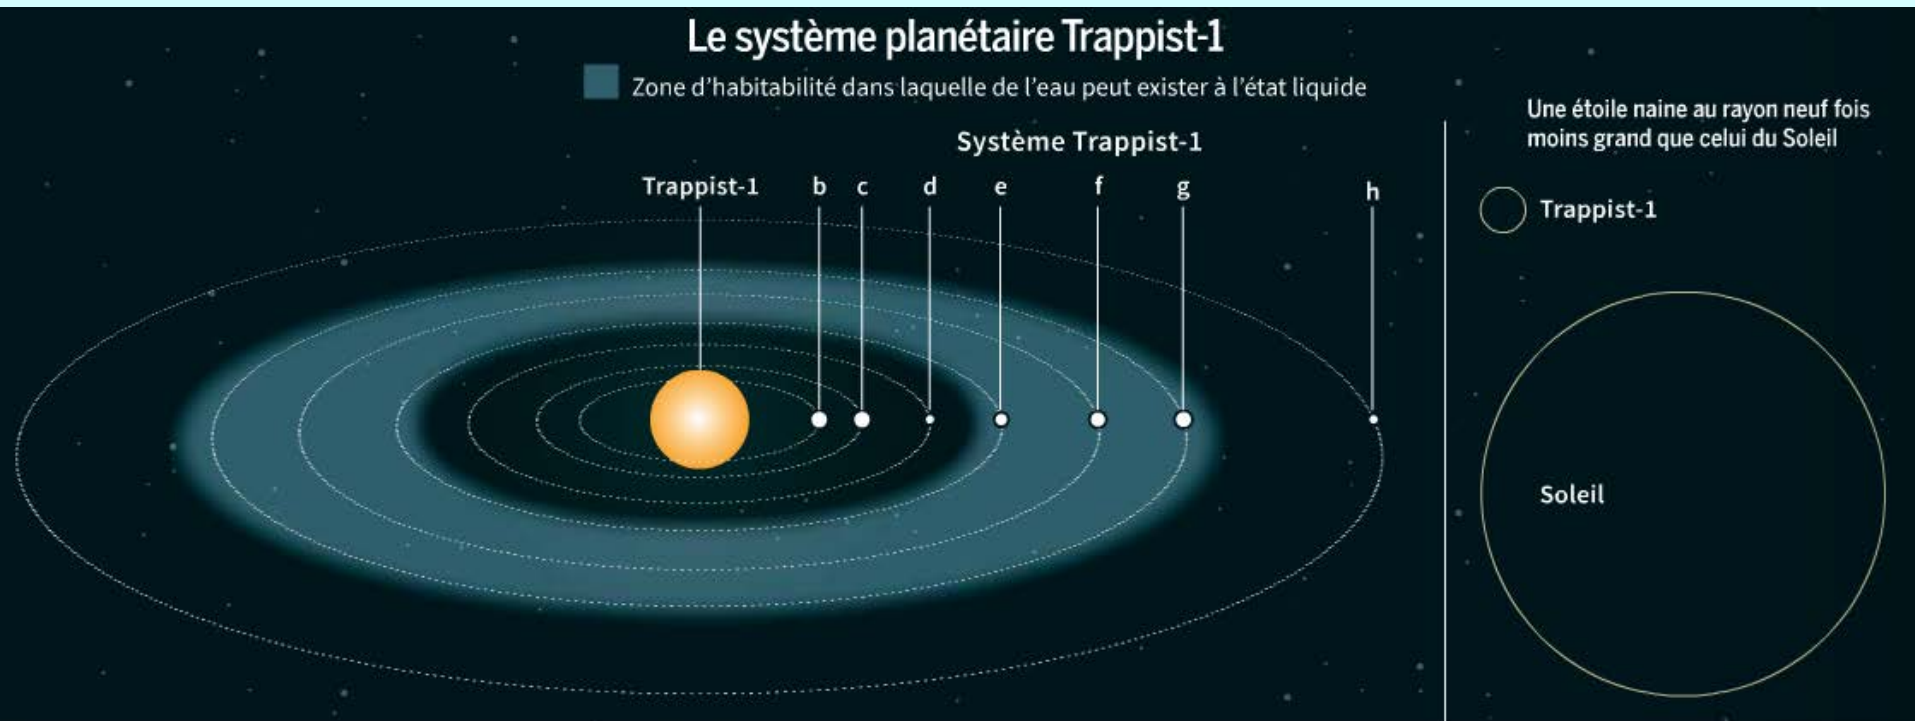 Le système planétaire Trappist-1
Zone d’habitabilité dans laquelle de l’eau peut exister à l’état liquide
Système Trappist-1
Trappist-1
b
c
d
e
f
g
h
Une étoile naine au rayon neuf fois
moins grand que celui du Soleil
Trappist-1
Soleil